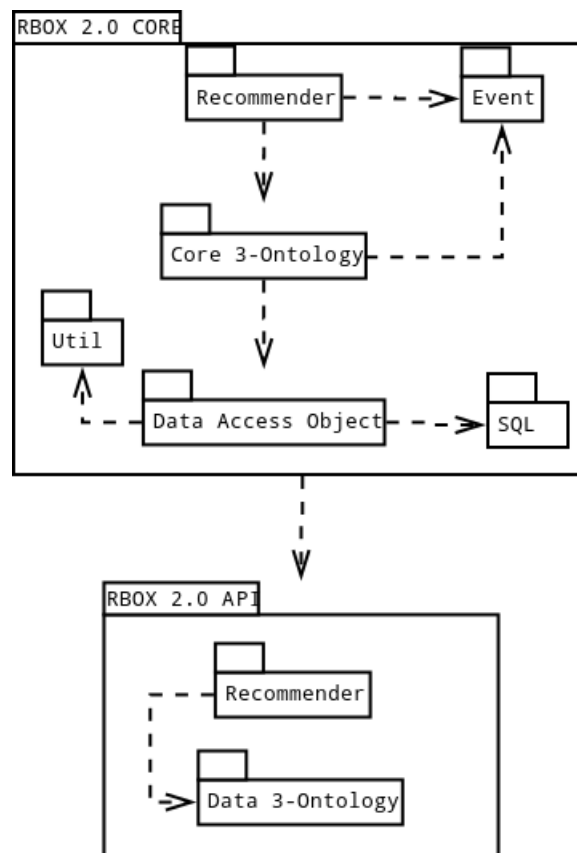 RBOX 2.0 CORE
Recommender
Event
Core 3-Ontology
Util
Data Access Object
SQL
RBOX 2.0 API
Recommender
Data 3-Ontology